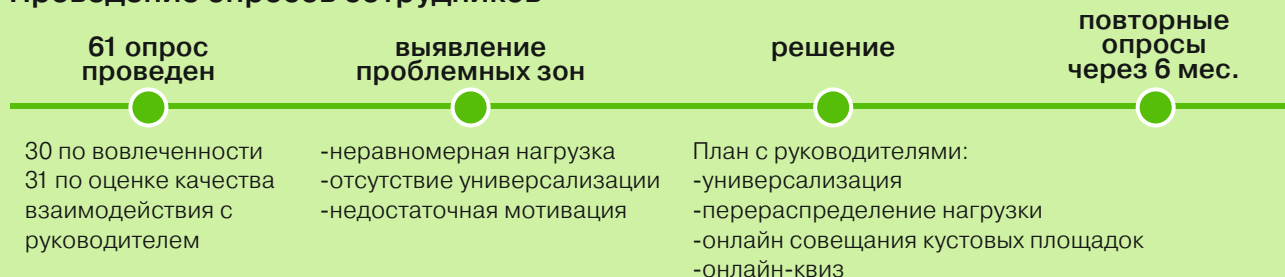 Проведение опросов сотрудников
61 опрос
проведен
30 по вовлеченности
31 по оценке качества
взаимодействия с
руководителем
выявление
проблемных зон
-неравномерная нагрузка
-отсутствие универсализации
-недостаточная мотивация
решение
План с руководителями:
-универсализация
-перераспределение нагрузки
-онлайн совещания кустовых площадок
-онлайн-квиз
повторные
опросы
через 6 мес.